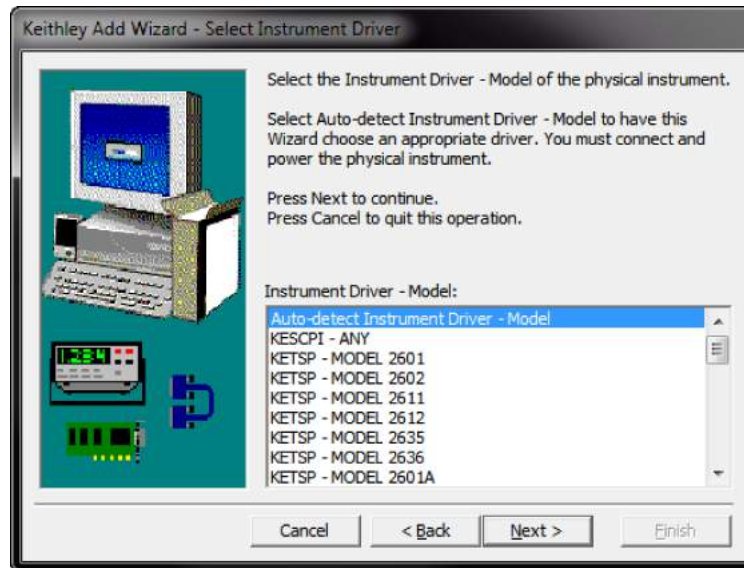 Keithley Add Wizard - Select Instrument Driver
Select the Instrument Driver - Model of the physical instrument.
Select Auto-detect Instrument Driver - Model to have this
Wizard choose an appropriate driver. You must connect and
power the physical instrument.
Press Next to continue.
Press Cancel to quit this operation.
Instrument Driver - Model:
Auto-detect Instrument Driver - Model
KESCPI - ANY
KETSP - MODEL 2601
KETSP - MODEL 2602
KETSP - MODEL 2611
KETSP - MODEL 2612
KETSP - MODEL 2635
KETSP - MODEL 2636
KETSP - MODEL 2601A
1.234
Cancel
< Back
Next >
Finish